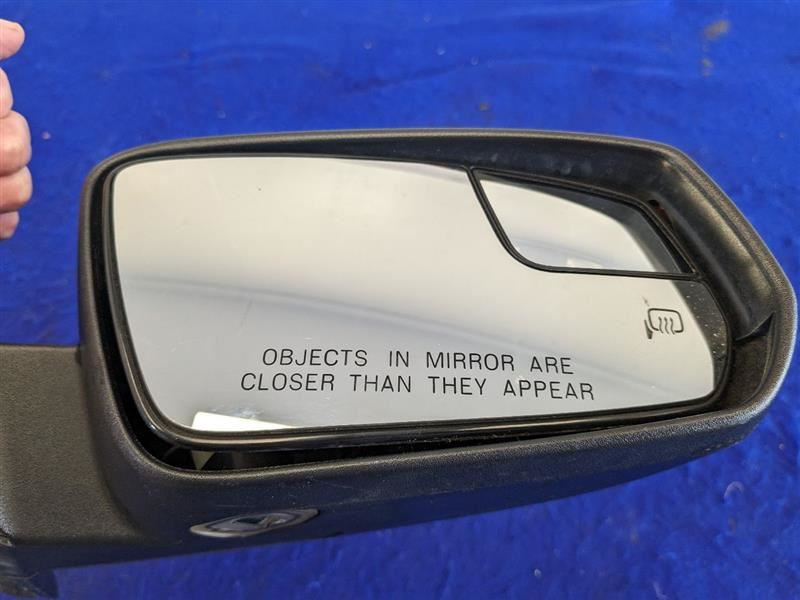 OBJECTS IN MIRROR ARE
CLOSER THAN THEY APPEAR